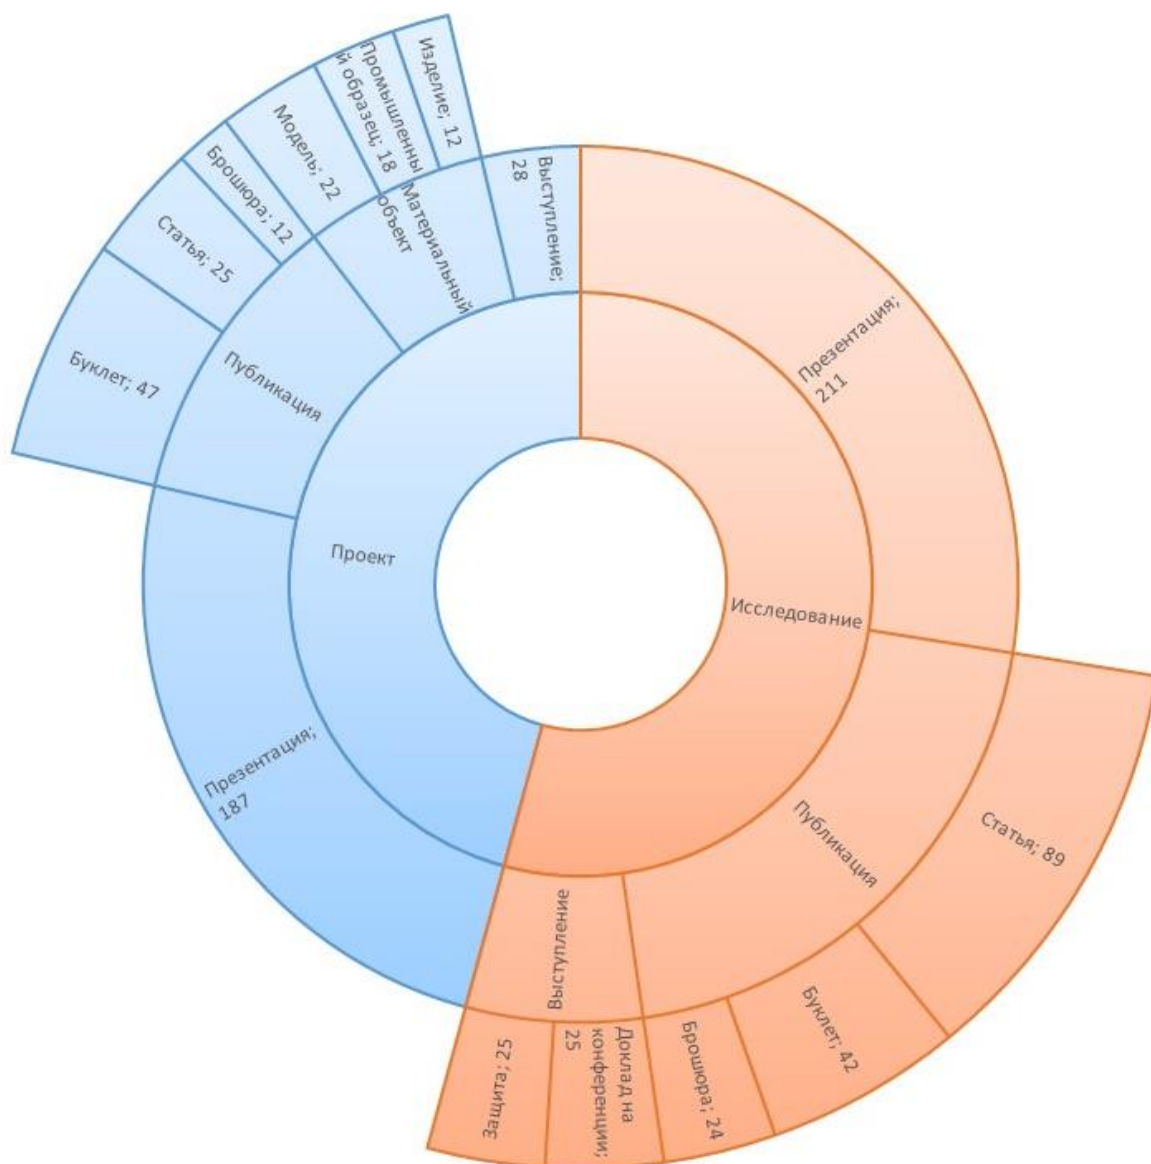 Исследование
Презентация;
211
Публикация
Статья; 89
Буклет; 42
Брошюра; 24
Выступление
Доклад на
конференции;
25
Защита; 25
Проект
Презентация;
187
Публикация
Буклет; 47
Статья; 25
Брошюра; 12
Материальный
объект
Модель; 22
Промышленны
й образец; 18
Изделие; 12
Выступление;
28